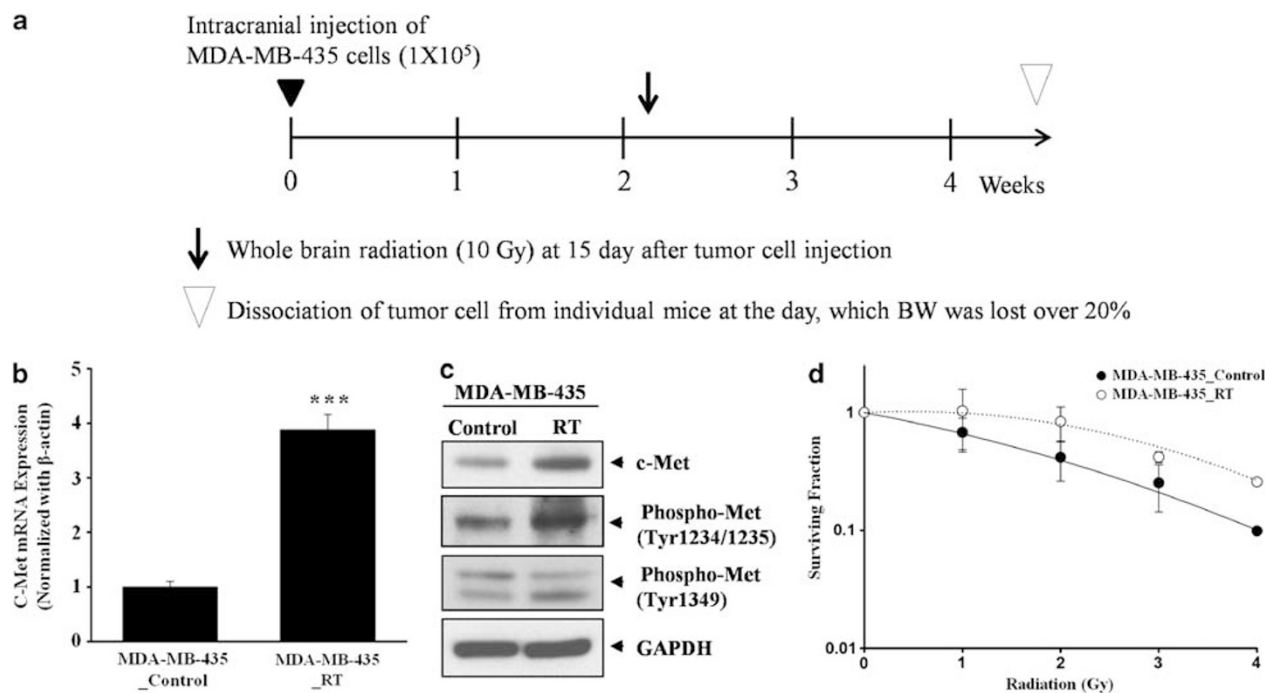 a
Intracranial injection of
MDA-MB-435 cells (1X10⁵)
0 1 2 3 4 Weeks
Whole brain radiation (10 Gy) at 15 day after tumor cell injection
Dissociation of tumor cell from individual mice at the day, which BW was lost over 20%
b
C-Met mRNA Expression
(Normalized with β-actin)
5
4
3
2
1
0
***
MDA-MB-435
_Control
MDA-MB-435
_RT
c
MDA-MB-435
Control RT
c-Met
Phospho-Met
(Tyr1234/1235)
Phospho-Met
(Tyr1349)
GAPDH
d
MDA-MB-435_Control
MDA-MB-435_RT
Surviving Fraction
1
0.1
0.01
0 1 2 3 4
Radiation (Gy)